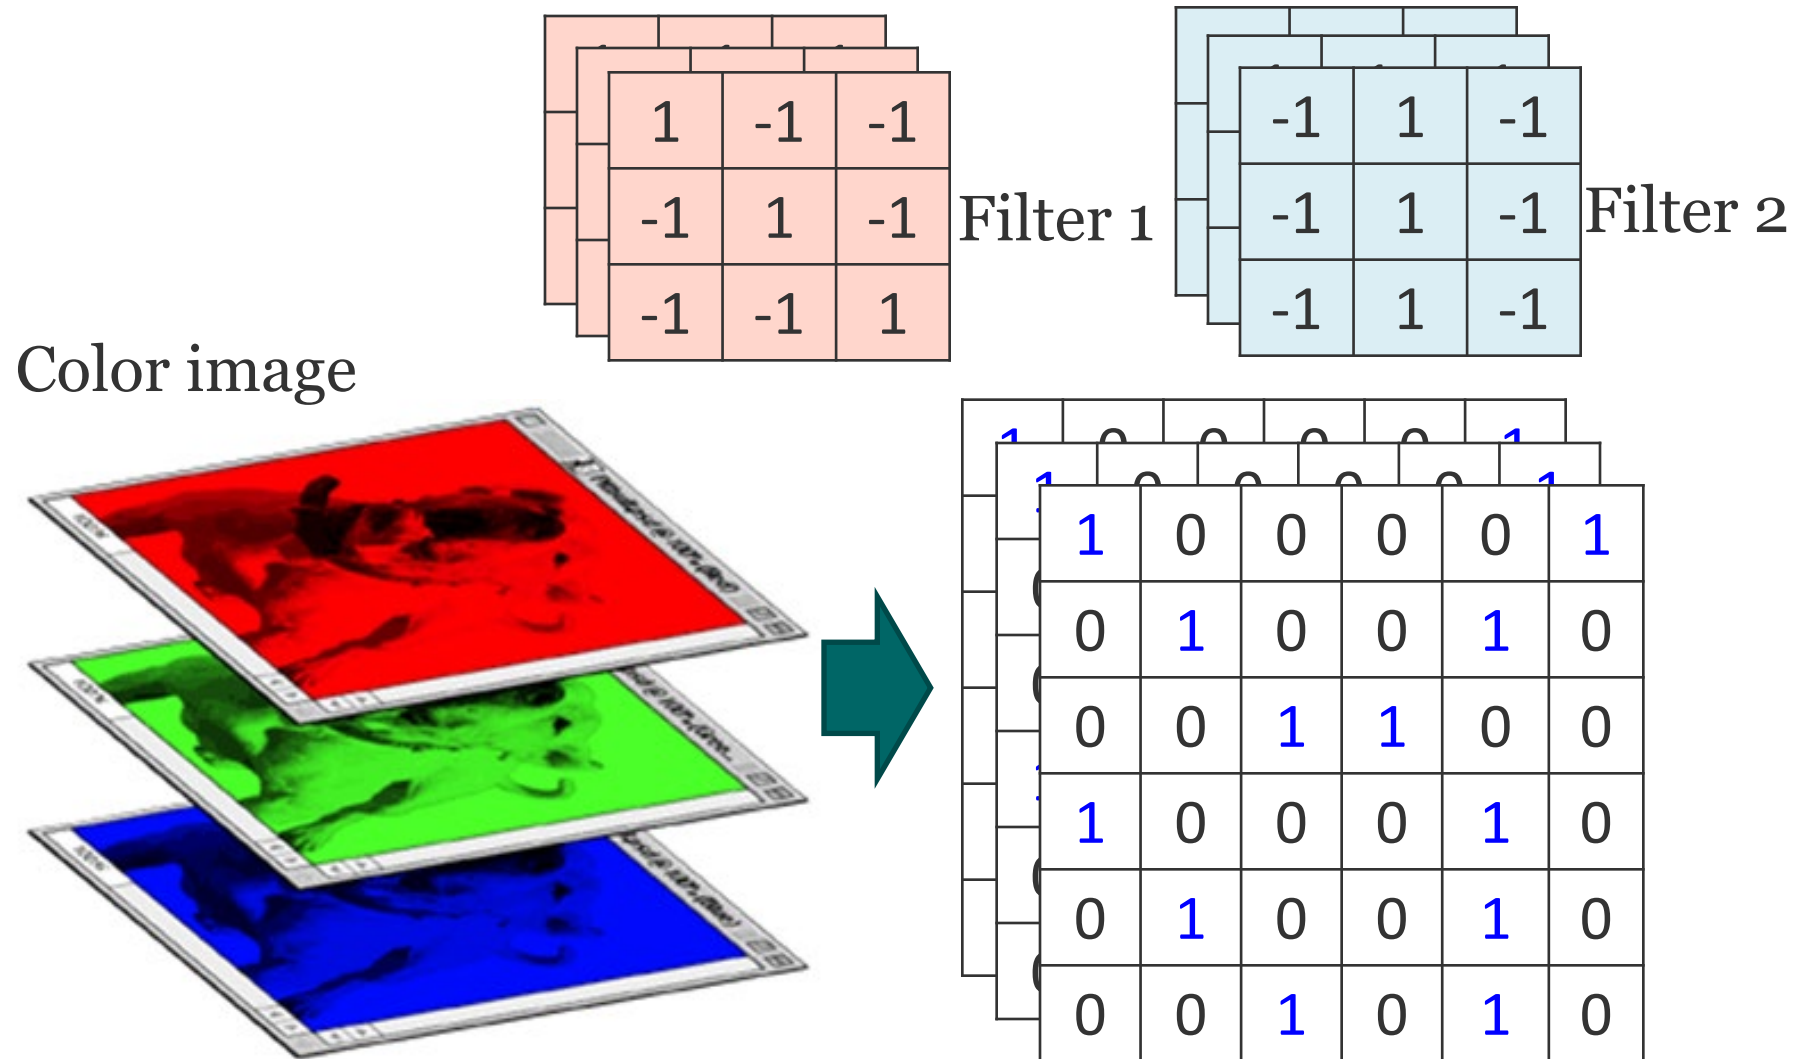 1 -1 -1
-1 1 -1
-1 -1 1
Filter 1
-1 1 -1
-1 1 -1
-1 1 -1
Filter 2
Color image
1 0 0 0 0 1
0 1 0 0 1 0
0 0 1 1 0 0
1 0 0 0 1 0
0 1 0 0 1 0
0 0 1 0 1 0